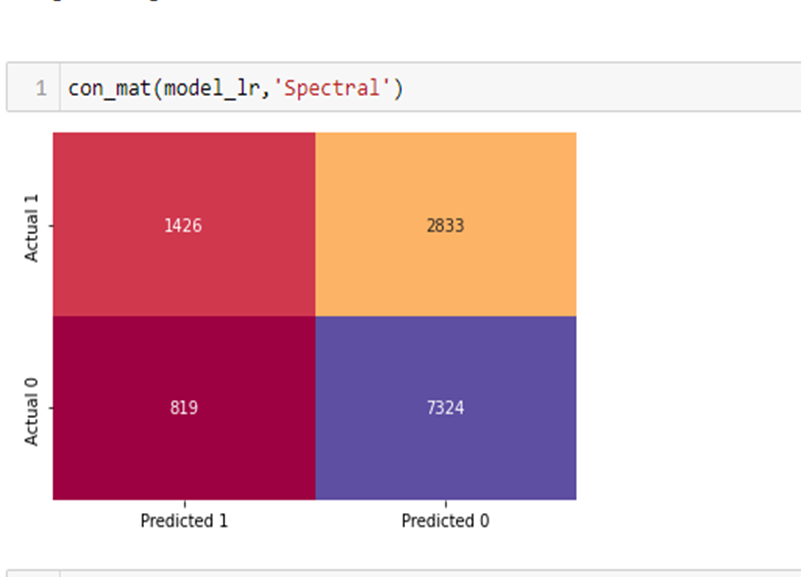 1 con_mat(model_lr,'Spectral')
Actual 1
1426 2833
Actual 0
819 7324
Predicted 1 Predicted 0